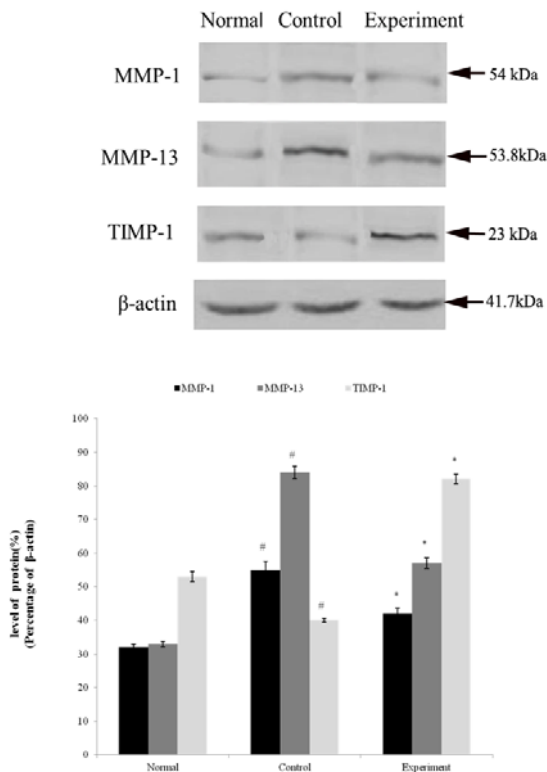 Normal Control Experiment
MMP-1 54 kDa
MMP-13 53.8kDa
TIMP-1 23 kDa
β-actin 41.7kDa
MMP-1 MMP-13 TIMP-1
level of protein(%)
(Percentage of β-actin)
100
90
80
70
60
50
40
30
20
10
0
# # #
* * *
Normal Control Experiment